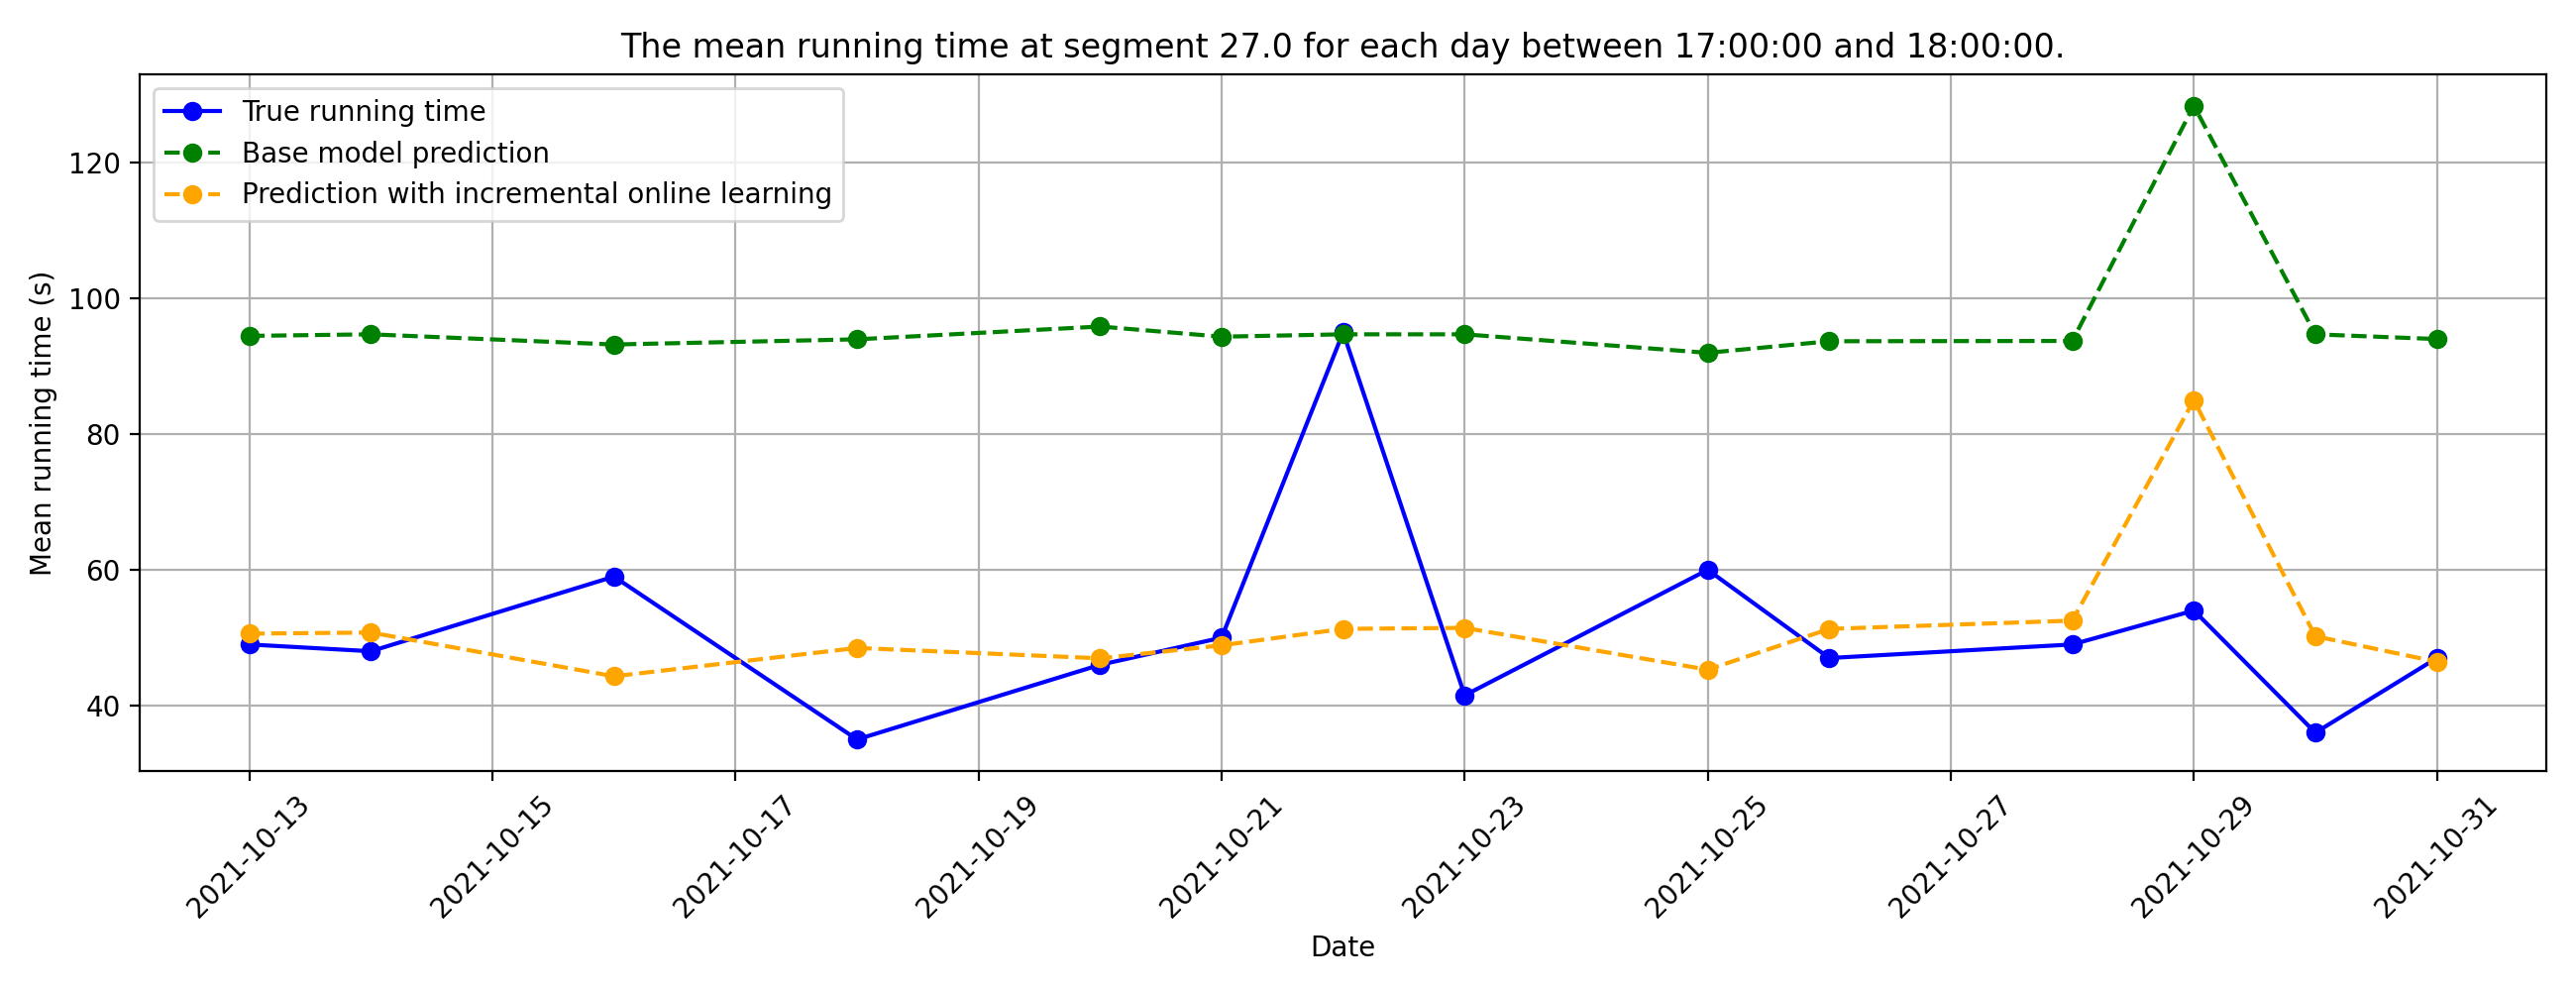 The mean running time at segment 27.0 for each day between 17:00:00 and 18:00:00.
True running time
Base model prediction
Prediction with incremental online learning
Mean running time (s)
120
100
80
60
40
2021-10-13
2021-10-15
2021-10-17
2021-10-19
2021-10-21
2021-10-23
2021-10-25
2021-10-27
2021-10-29
2021-10-31
Date